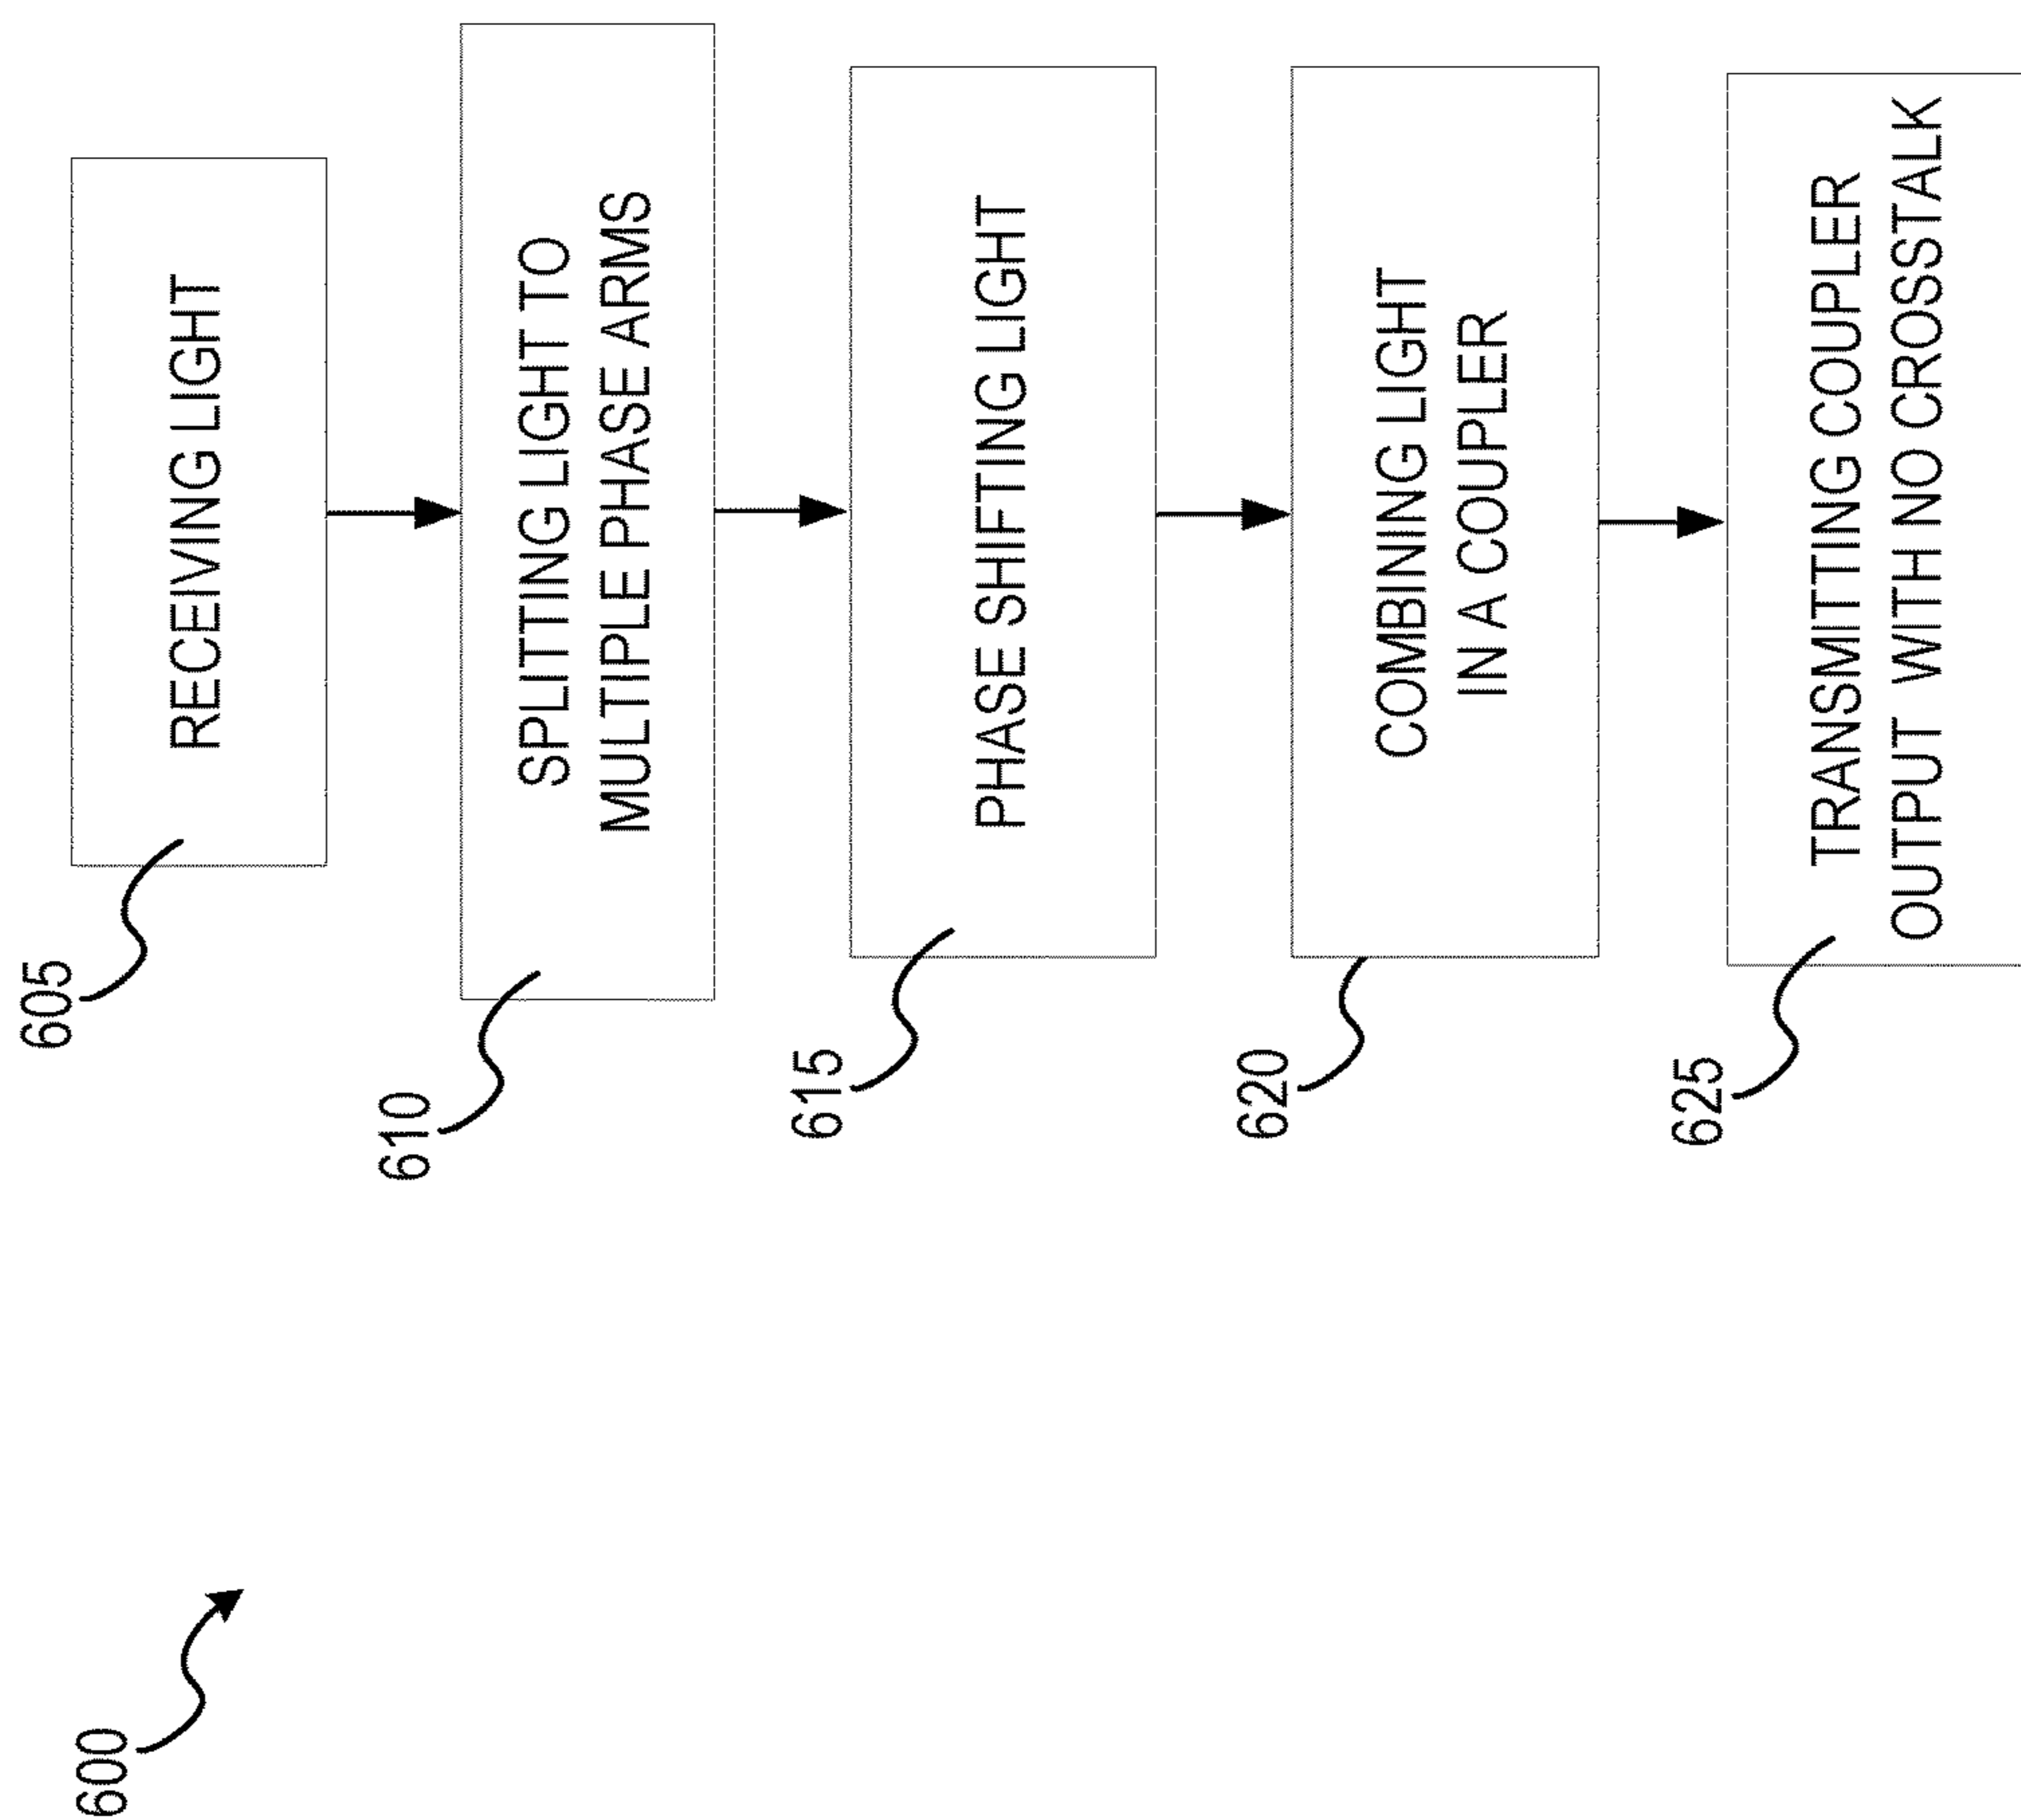 600
605
RECEIVING LIGHT
610
SPLITTING LIGHT TO
MULTIPLE PHASE ARMS
615
PHASE SHIFTING LIGHT
620
COMBINING LIGHT
IN A COUPLER
625
TRANSMITTING COUPLER
OUTPUT WITH NO CROSSTALK